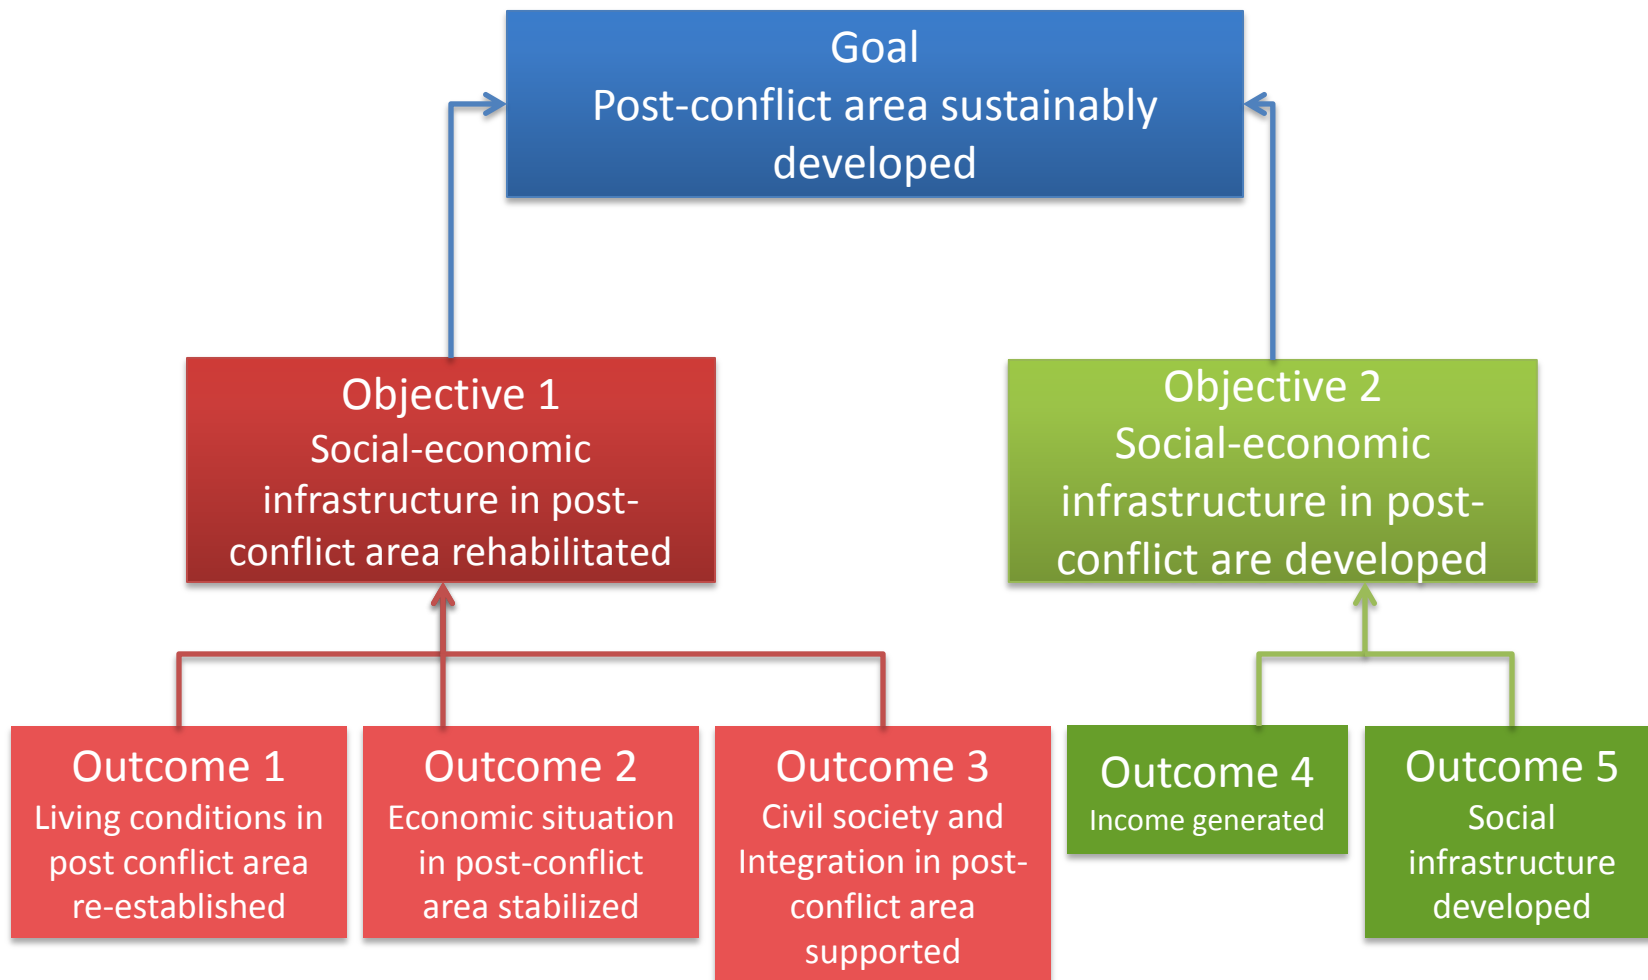 Goal
Post-conflict area sustainably
developed
Objective 1
Social-economic
infrastructure in post-
conflict area rehabilitated
Objective 2
Social-economic
infrastructure in post-
conflict are developed
Outcome 1
Living conditions in
post conflict area
re-established
Outcome 2
Economic situation
in post-conflict
area stabilized
Outcome 3
Civil society and
Integration in post-
conflict area
supported
Outcome 4
Income generated
Outcome 5
Social
infrastructure
developed